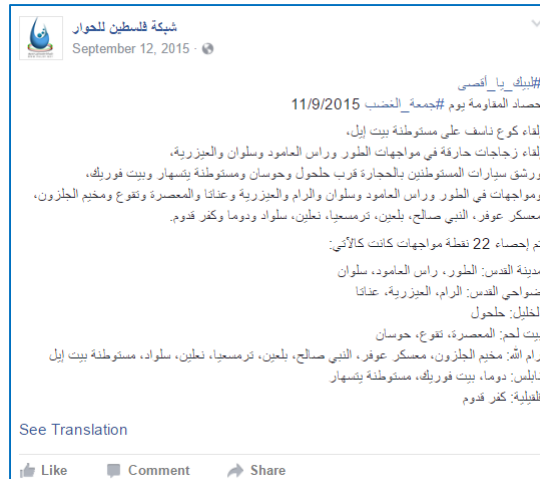 شبكة فلسطين للحوار
September 12, 2015
#لبيك_يا_أقصى
حصاد المقاومة يوم #جمعة_الغضب 11/9/2015
إلقاء كوع ناسف على مستوطنة بيت إيل،
إلقاء زجاجات حارقة في مواجهات الطور وراس العامود وسلوان والعيزرية،
ورشق سيارات المستوطنين بالحجارة قرب حلحول وحوسان ومستوطنة يتسهار وبيت فوريك،
ومواجهات في الطور وراس العامود وسلوان والرام والعيزرية وعناتا والمعصرة وتقوع ومخيم الجلزون،
معسكر عوفر، النبي صالح، بلعين، ترمسعيا، نعلين، سلواد ودوما وكفر قدوم.
تم إحصاء 22 نقطة مواجهات كانت كالآتي:
مدينة القدس: الطور، راس العامود، سلوان
ضواحي القدس: الرام، العيزرية، عناتا
الخليل: حلحول
بيت لحم: المعصرة، تقوع، حوسان
رام الله: مخيم الجلزون، معسكر عوفر، النبي صالح، بلعين، ترمسعيا، نعلين، سلواد، مستوطنة بيت إيل
نابلس: دوما، بيت فوريك، مستوطنة يتسهار
قلقيلية: كفر قدوم
See Translation
Like Comment Share